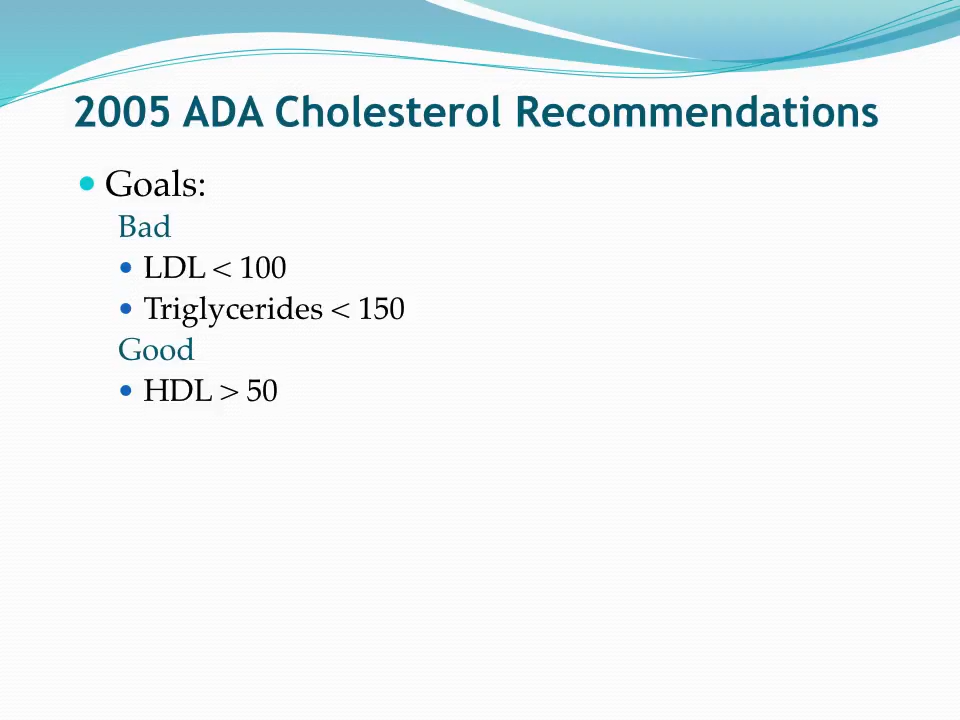 2005 ADA Cholesterol Recommendations
Goals:
Bad
LDL < 100
Triglycerides < 150
Good
HDL > 50